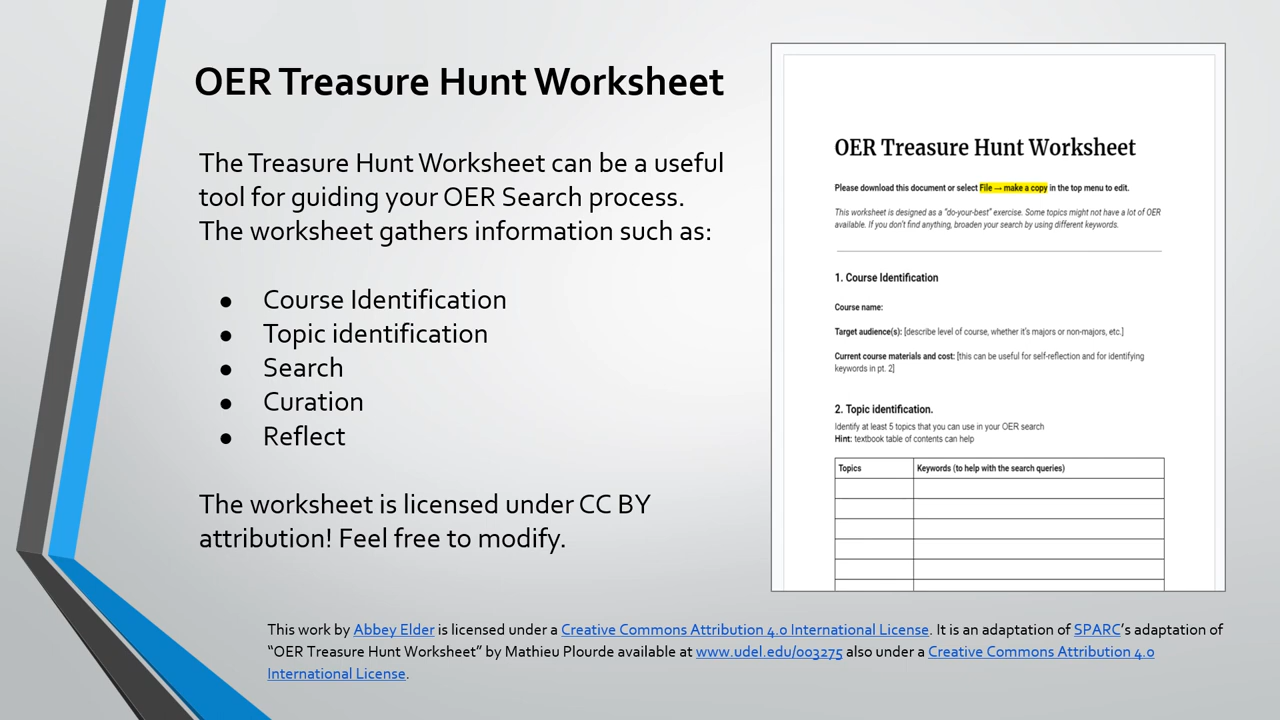 OER Treasure Hunt Worksheet
The Treasure Hunt Worksheet can be a useful
tool for guiding your OER Search process.
The worksheet gathers information such as:
● Course Identification
● Topic identification
● Search
● Curation
● Reflect
The worksheet is licensed under CC BY
attribution! Feel free to modify.
OER Treasure Hunt Worksheet
Please download this document or select File → make a copy in the top menu to edit.
This worksheet is designed as a "do-your-best" exercise. Some topics might not have a lot of OER
available. If you don't find anything, broaden your search by using different keywords.
1. Course Identification
Course name:
Target audience(s): [describe level of course, whether it's majors or non-majors, etc.]
Current course materials and cost: [this can be useful for self-reflection and for identifying
keywords in pt. 2]
2. Topic identification.
Identify at least 5 topics that you can use in your OER search
Hint: textbook table of contents can help
Topics Keywords (to help with the search queries)
This work by Abbey Elder is licensed under a Creative Commons Attribution 4.0 International License. It is an adaptation of SPARC's adaptation of
“OER Treasure Hunt Worksheet” by Mathieu Plourde available at www.udel.edu/003275 also under a Creative Commons Attribution 4.0
International License.